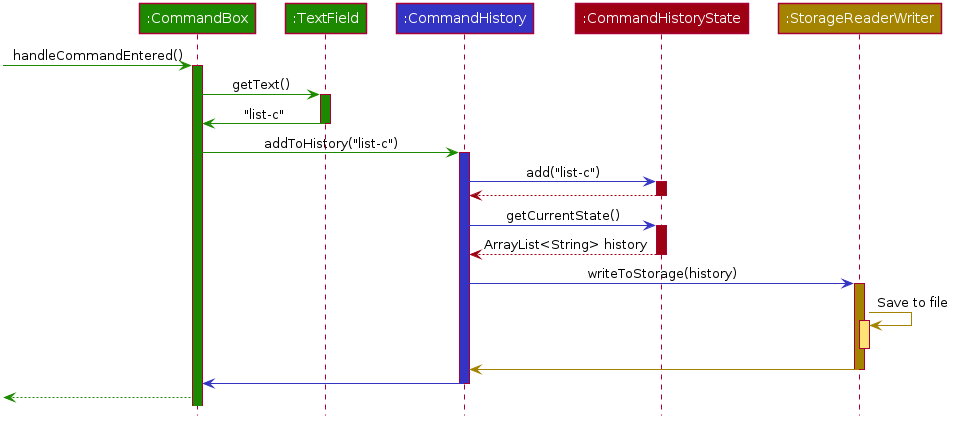 :CommandBox
:TextField
:CommandHistory
:CommandHistoryState
:StorageReaderWriter
handleCommandEntered()
getText()
"list-c"
addToHistory("list-c")
add("list-c")
getCurrentState()
ArrayList<String> history
writeToStorage(history)
Save to file